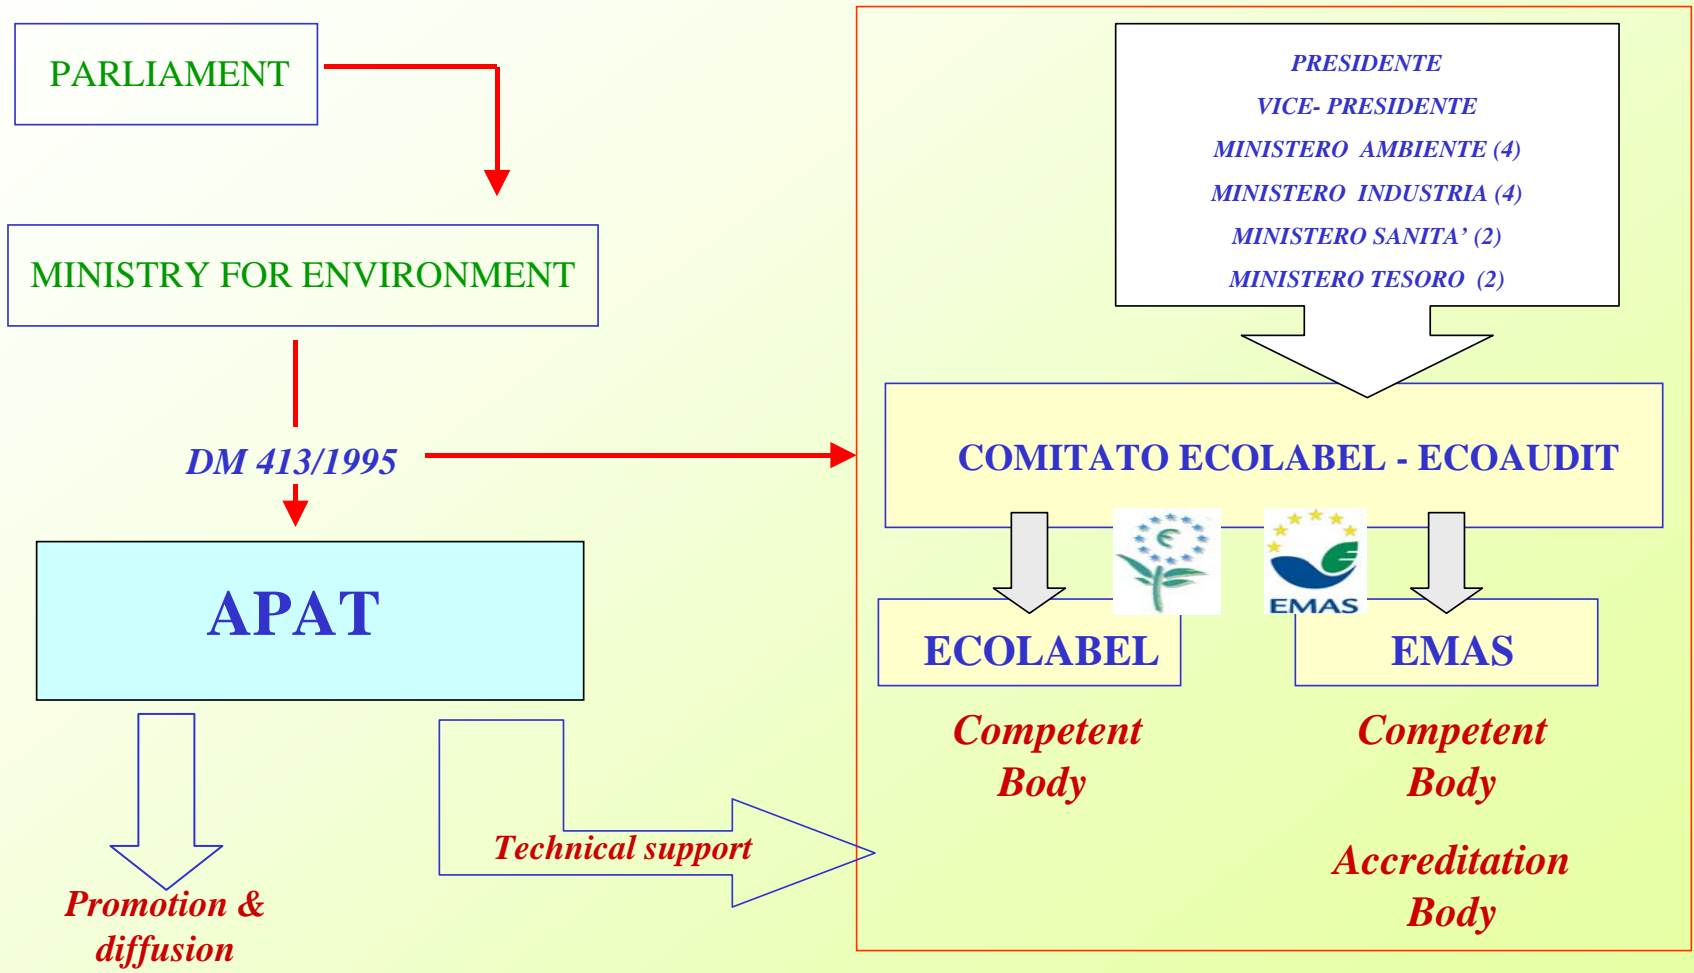 PARLIAMENT
MINISTRY FOR ENVIRONMENT
DM 413/1995
APAT
Promotion &
diffusion
Technical support
PRESIDENTE
VICE- PRESIDENTE
MINISTERO AMBIENTE (4)
MINISTERO INDUSTRIA (4)
MINISTERO SANITA’ (2)
MINISTERO TESORO (2)
COMITATO ECOLABEL - ECOAUDIT
€
EMAS
ECOLABEL
Competent
Body
EMAS
Competent
Body
Accreditation
Body